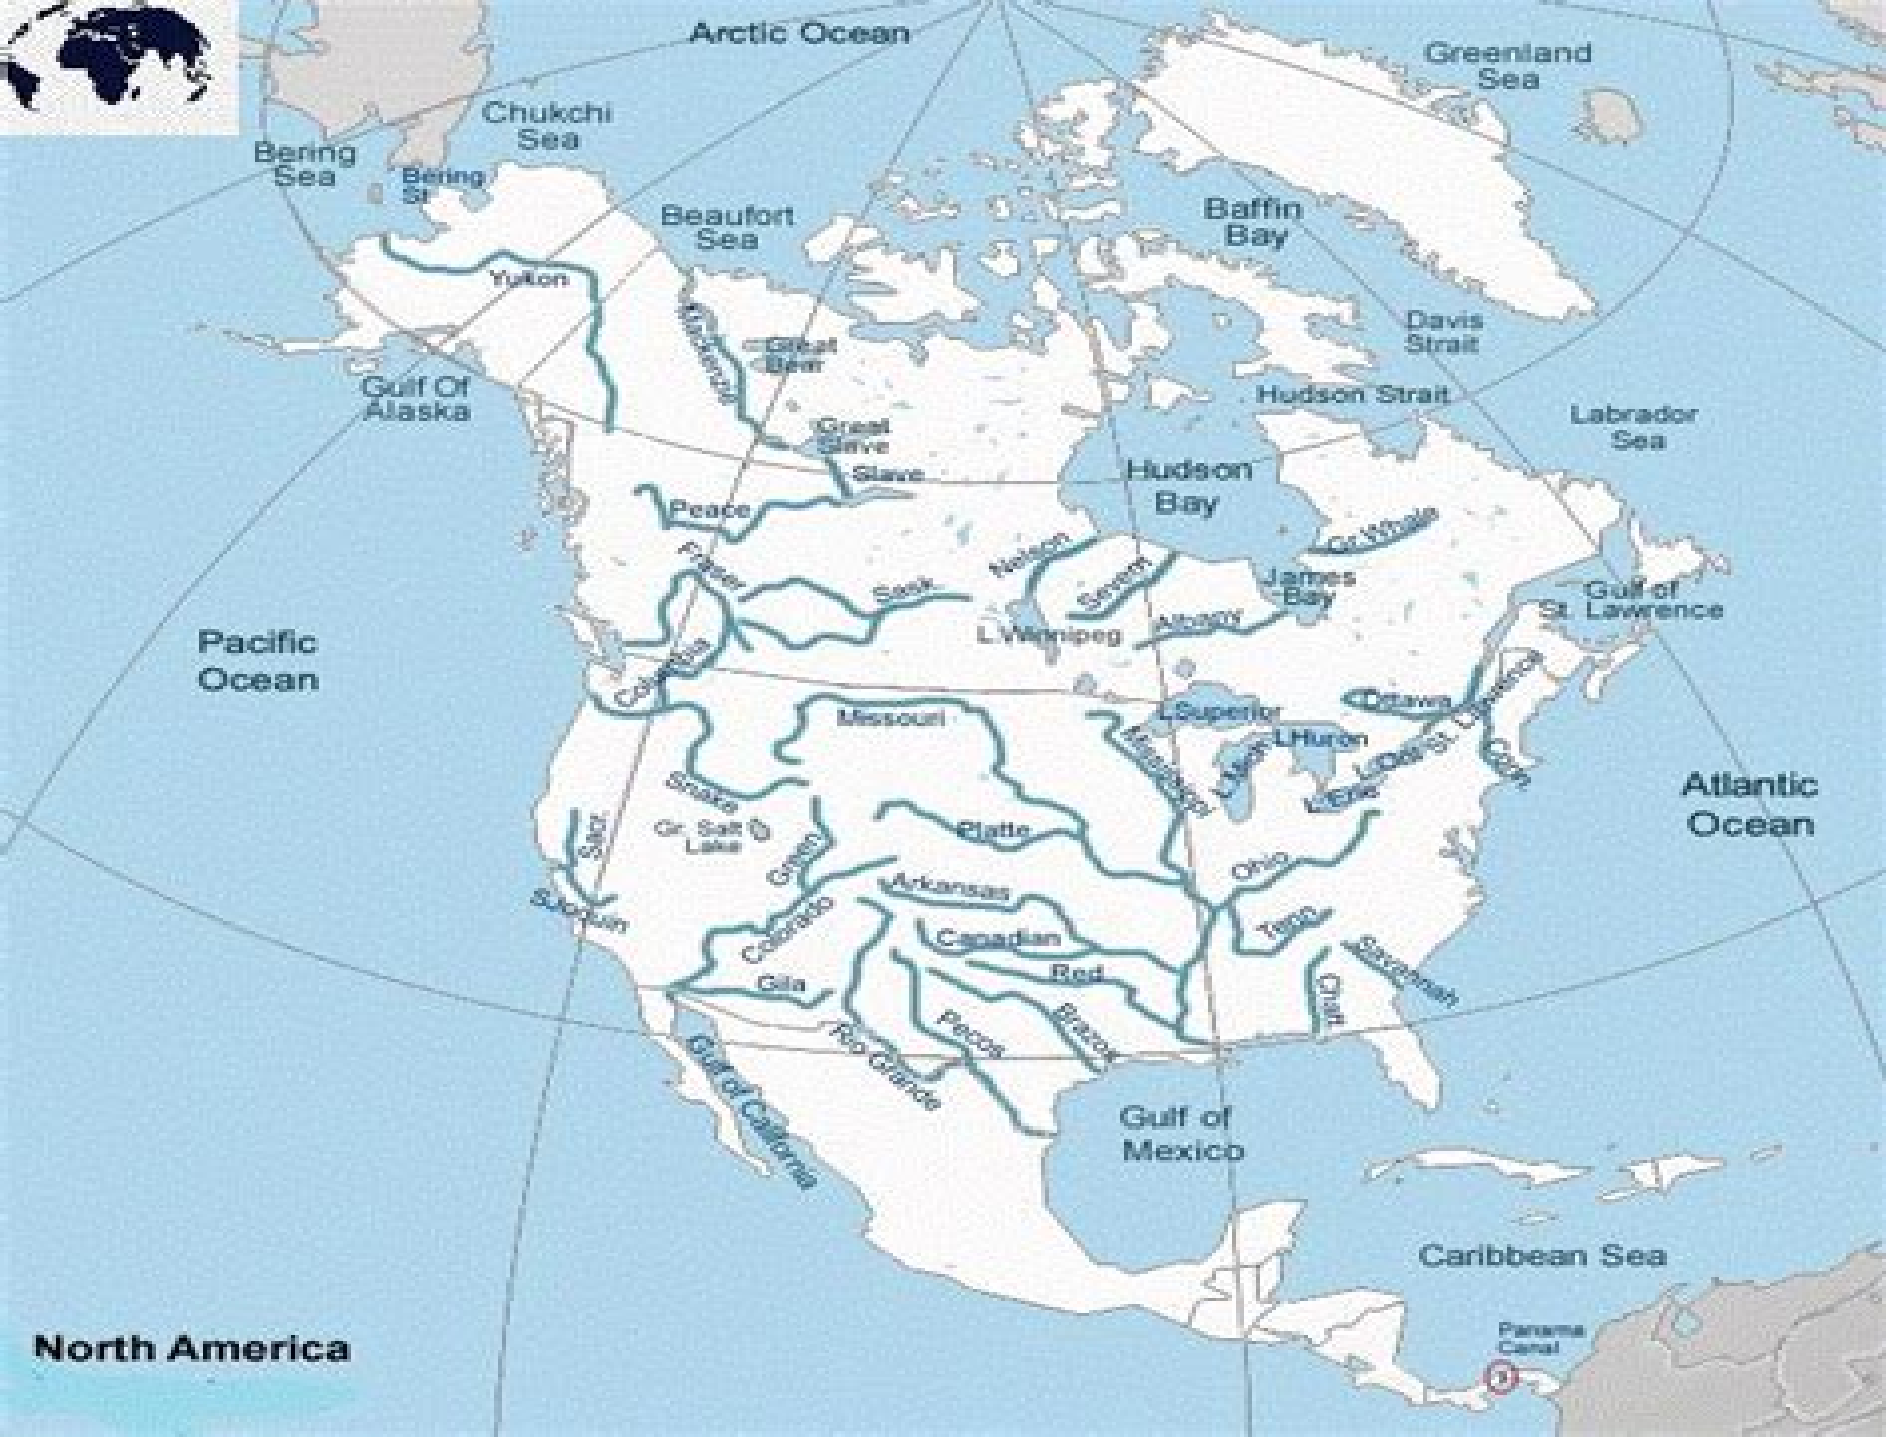 Arctic Ocean
Greenland
Sea
Chukchi
Sea
Bering
Sea
Bering
St
Beaufort
Sea
Baffin
Bay
Yukon
Mackenzie
Great
Bear
Davis
Strait
Gulf Of
Alaska
Hudson Strait
Labrador
Sea
Great
Slave
Slave
Hudson
Bay
Peace
Gr.Whale
Nelson
Fraser
Severn
Sask.
James
Bay
Gulf of
St. Lawrence
Albany
L.Winnipeg
Pacific
Ocean
Columbia
Ottawa
St. Lawrence
Missouri
L.Superior
L.Huron
Mississippi
L.Mich
L.Ont
L.Erie
Conn
Snake
Atlantic
Ocean
Sacr.
Gr. Salt
Lake
Platte
Green
Ohio
Arkansas
S.Joquin
Colorado
Canadian
Tenn
Savannah
Red
Gila
Chatt
Rio Grande
Pecos
Brazos
Gulf of California
Gulf of
Mexico
Caribbean Sea
Panama
Canal
North America